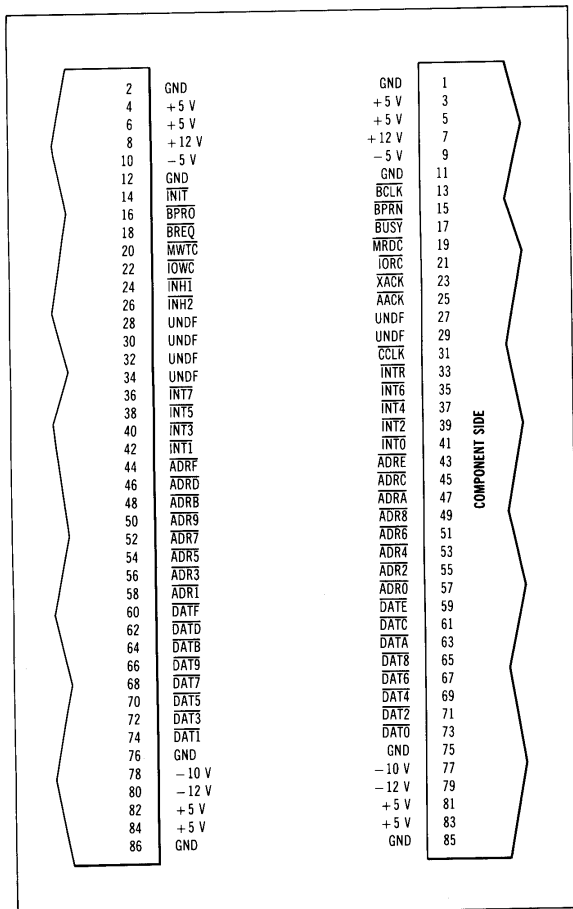 2 GND GND 1
4 +5 V +5 V 3
6 +5 V +5 V 5
8 +12 V +12 V 7
10 −5 V −5 V 9
12 GND GND 11
14 INIT BCLK 13
16 BPRO BPRN 15
18 BREQ BUSY 17
20 MWTC MRDC 19
22 IOWC IORC 21
24 INH1 XACK 23
26 INH2 AACK 25
28 UNDF UNDF 27
30 UNDF UNDF 29
32 UNDF CCLK 31
34 UNDF INTR 33
36 INT7 INT6 35
38 INT5 INT4 37
40 INT3 INT2 39
42 INT1 INT0 41
44 ADRF ADRE 43
46 ADRD ADRC 45
48 ADRB ADRA 47
50 ADR9 ADR8 49
52 ADR7 ADR6 51
54 ADR5 ADR4 53
56 ADR3 ADR2 55
58 ADR1 ADR0 57
60 DATF DATE 59
62 DATD DATC 61
64 DATB DATA 63
66 DAT9 DAT8 65
68 DAT7 DAT6 67
70 DAT5 DAT4 69
72 DAT3 DAT2 71
74 DAT1 DAT0 73
76 GND GND 75
78 −10 V −10 V 77
80 −12 V −12 V 79
82 +5 V +5 V 81
84 +5 V +5 V 83
86 GND GND 85
COMPONENT SIDE